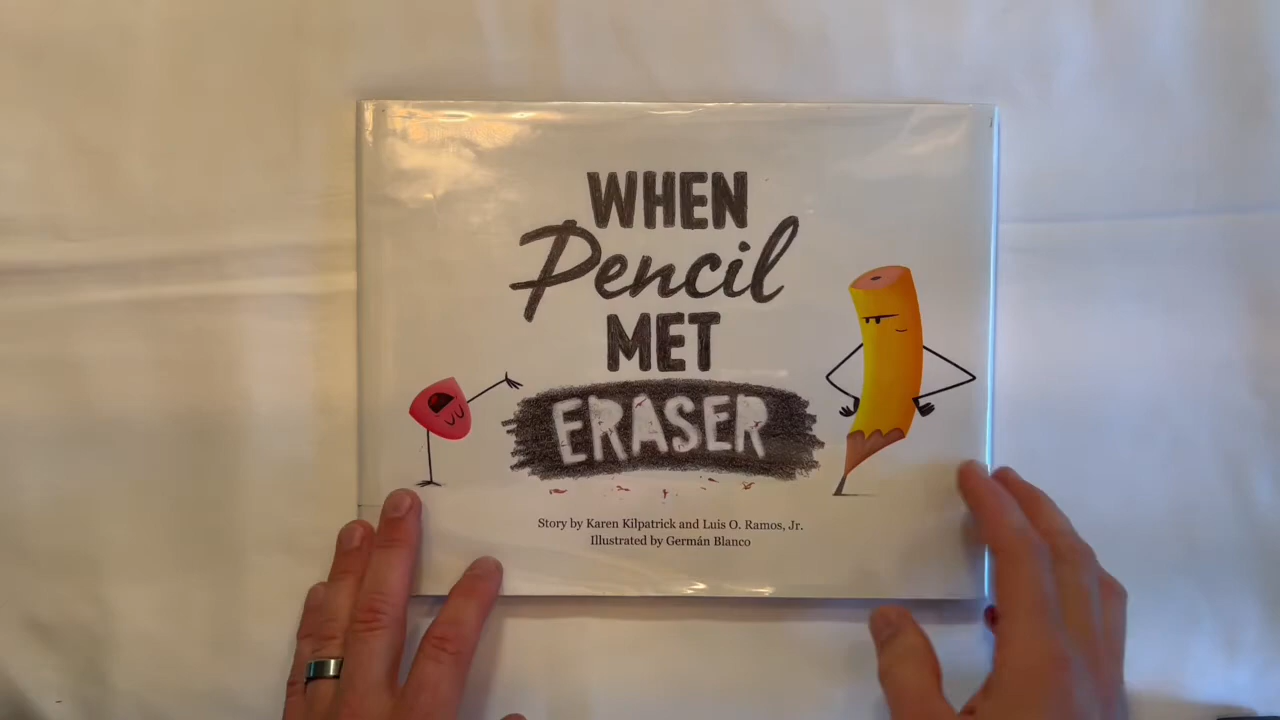 WHEN
Pencil
MET
ERASER
Story by Karen Kilpatrick and Luis O. Ramos, Jr.
Illustrated by Germán Blanco